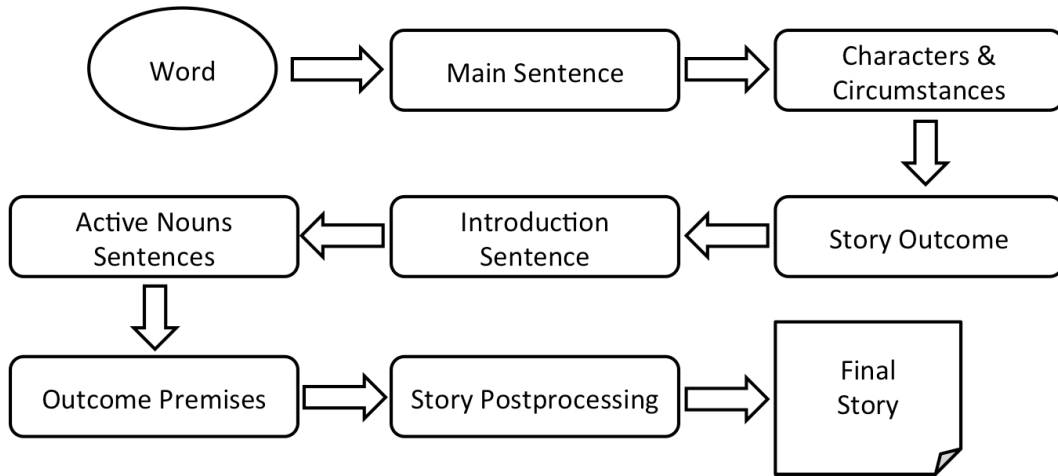 Word
Main Sentence
Characters &
Circumstances
Story Outcome
Introduction
Sentence
Active Nouns
Sentences
Outcome Premises
Story Postprocessing
Final
Story